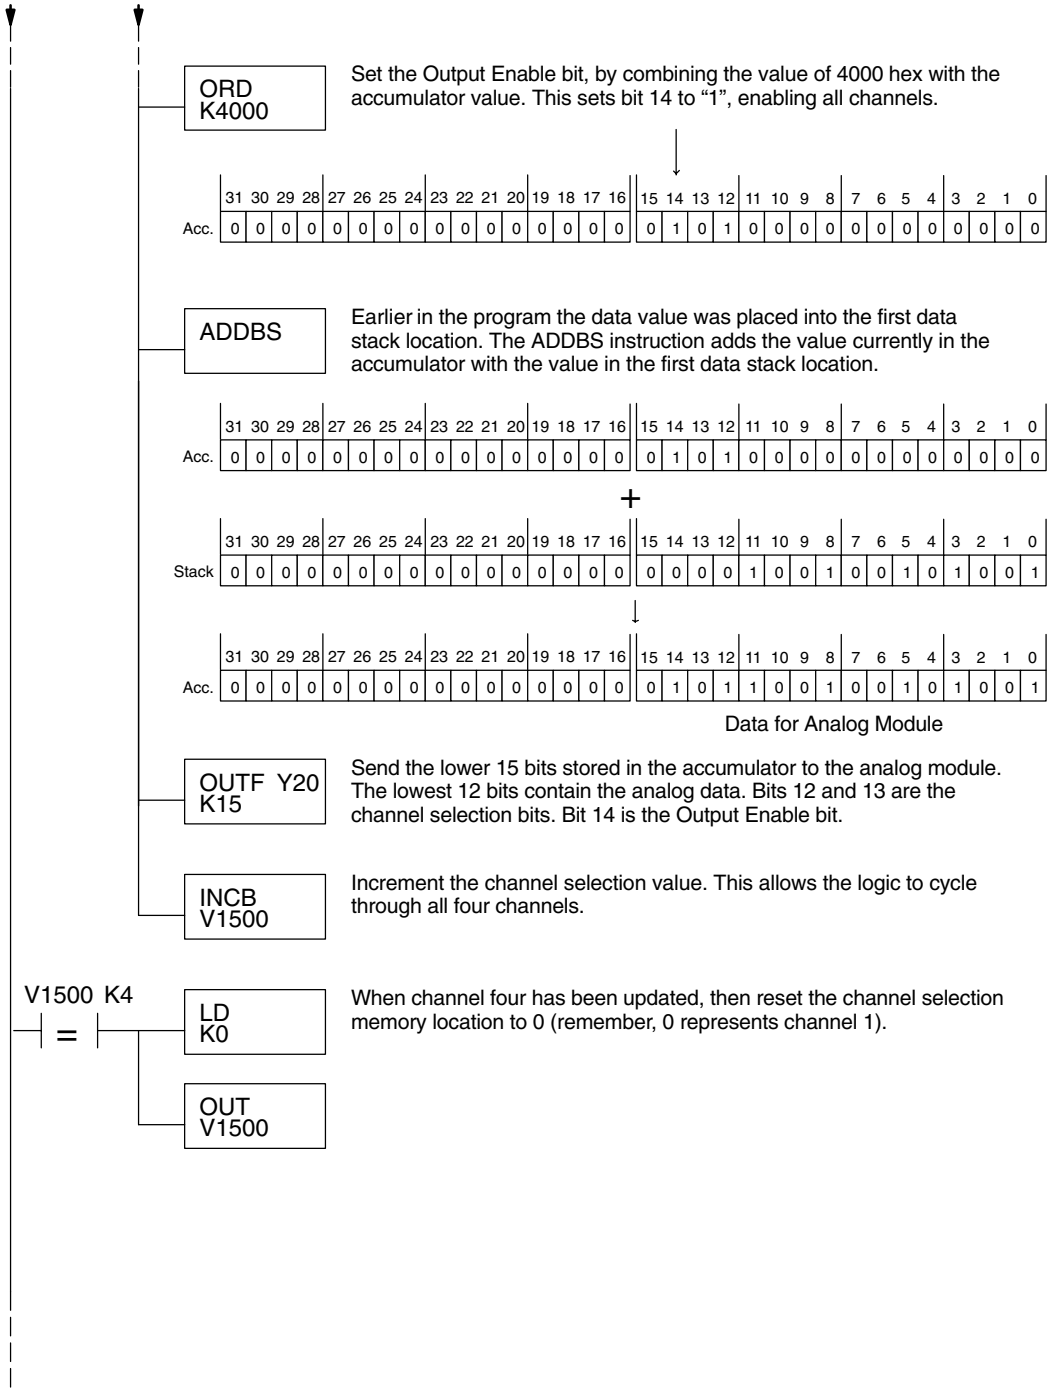 ORD
K4000
Set the Output Enable bit, by combining the value of 4000 hex with the
accumulator value. This sets bit 14 to “1”, enabling all channels.
31 30 29 28 27 26 25 24 23 22 21 20 19 18 17 16 15 14 13 12 11 10 9 8 7 6 5 4 3 2 1 0
Acc. 0 0 0 0 0 0 0 0 0 0 0 0 0 0 0 0 0 1 0 1 0 0 0 0 0 0 0 0 0 0 0 0
ADDBS
Earlier in the program the data value was placed into the first data
stack location. The ADDBS instruction adds the value currently in the
accumulator with the value in the first data stack location.
31 30 29 28 27 26 25 24 23 22 21 20 19 18 17 16 15 14 13 12 11 10 9 8 7 6 5 4 3 2 1 0
Acc. 0 0 0 0 0 0 0 0 0 0 0 0 0 0 0 0 0 1 0 1 0 0 0 0 0 0 0 0 0 0 0 0
+
31 30 29 28 27 26 25 24 23 22 21 20 19 18 17 16 15 14 13 12 11 10 9 8 7 6 5 4 3 2 1 0
Stack 0 0 0 0 0 0 0 0 0 0 0 0 0 0 0 0 0 0 0 0 1 0 0 1 0 0 1 0 1 0 0 1
31 30 29 28 27 26 25 24 23 22 21 20 19 18 17 16 15 14 13 12 11 10 9 8 7 6 5 4 3 2 1 0
Acc. 0 0 0 0 0 0 0 0 0 0 0 0 0 0 0 0 0 1 0 1 1 0 0 1 0 0 1 0 1 0 0 1
Data for Analog Module
OUTF Y20
K15
Send the lower 15 bits stored in the accumulator to the analog module.
The lowest 12 bits contain the analog data. Bits 12 and 13 are the
channel selection bits. Bit 14 is the Output Enable bit.
INCB
V1500
Increment the channel selection value. This allows the logic to cycle
through all four channels.
V1500 K4
=
LD
K0
When channel four has been updated, then reset the channel selection
memory location to 0 (remember, 0 represents channel 1).
OUT
V1500